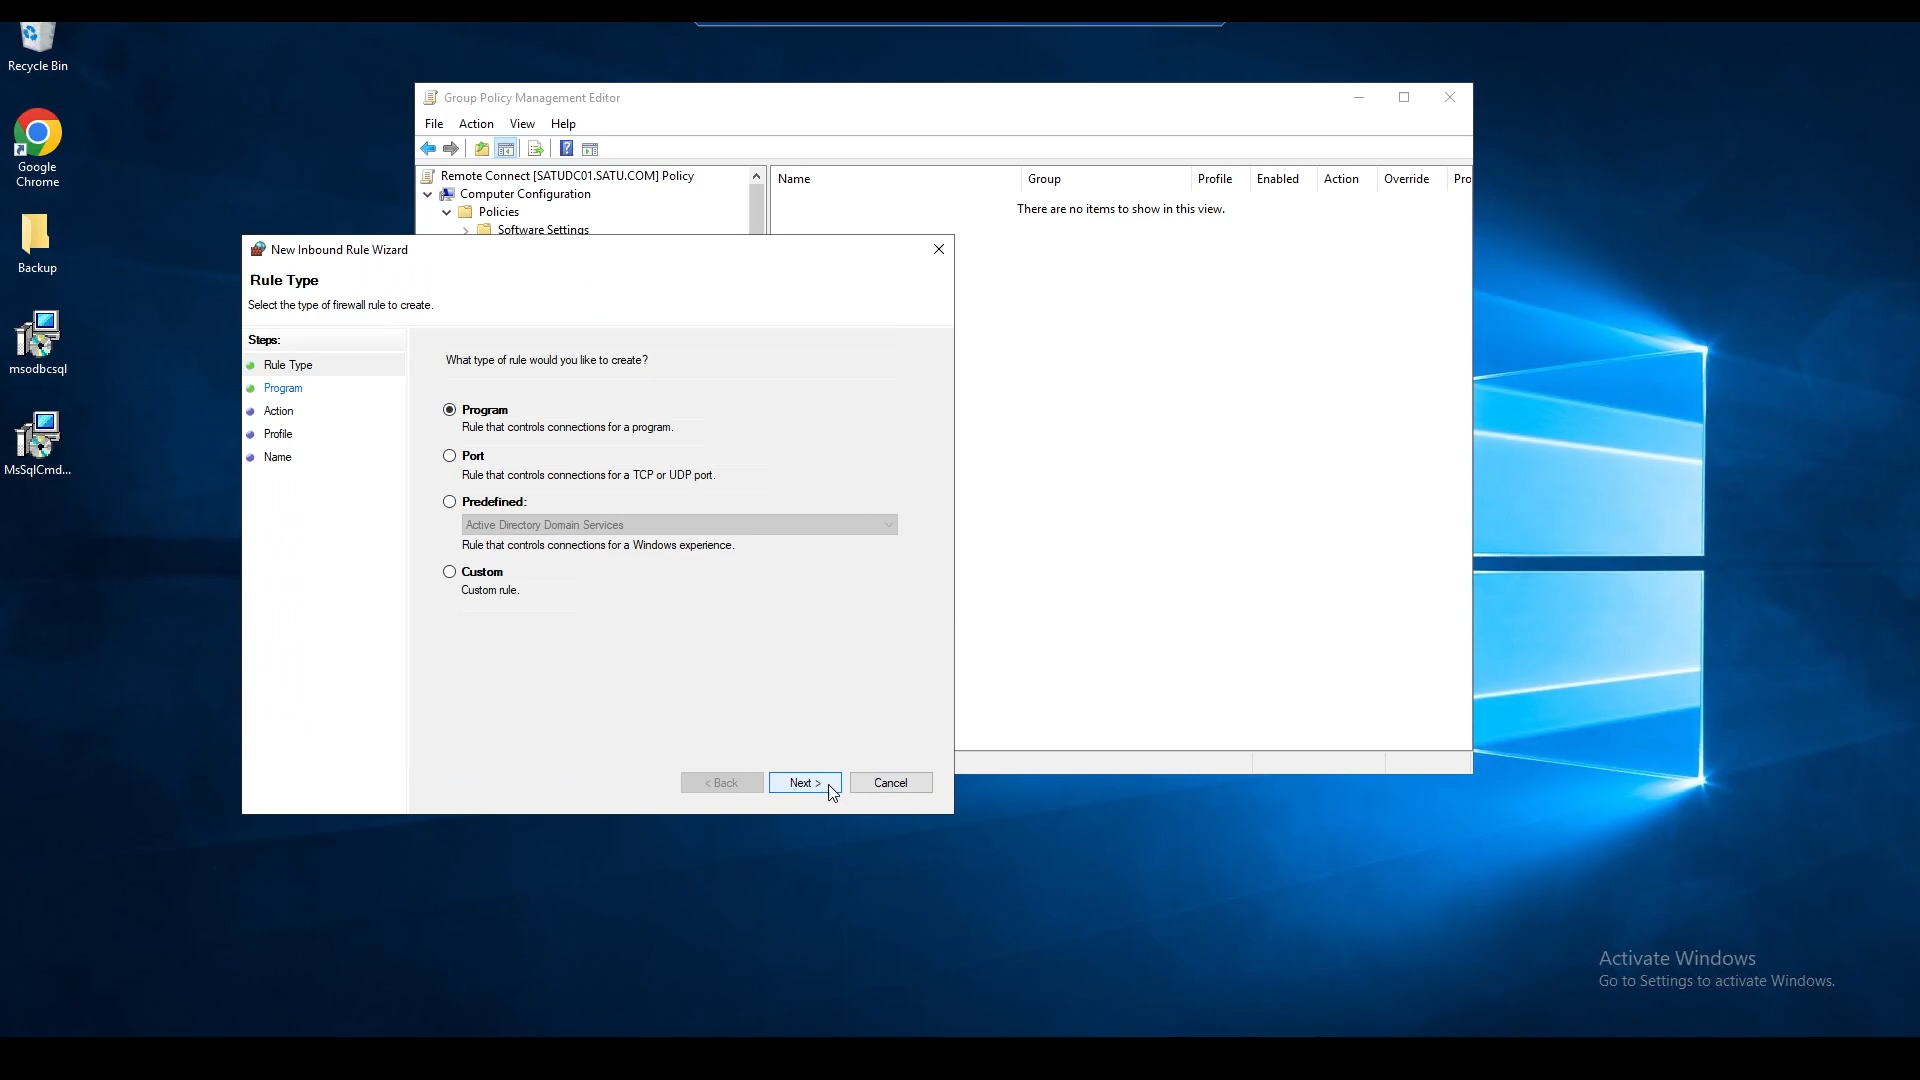 Recycle Bin
Google
Chrome
Backup
msodbcsql
MsSqlCmd...
Group Policy Management Editor
File Action View Help
Remote Connect [SATUDC01.SATU.COM] Policy
Computer Configuration
Policies
Software Settings
Name Group Profile Enabled Action Override Pro
There are no items to show in this view.
New Inbound Rule Wizard
Rule Type
Select the type of firewall rule to create.
Steps:
Rule Type
Program
Action
Profile
Name
What type of rule would you like to create?
Program
Rule that controls connections for a program.
Port
Rule that controls connections for a TCP or UDP port.
Predefined:
Active Directory Domain Services
Rule that controls connections for a Windows experience.
Custom
Custom rule.
< Back Next > Cancel
Activate Windows
Go to Settings to activate Windows.